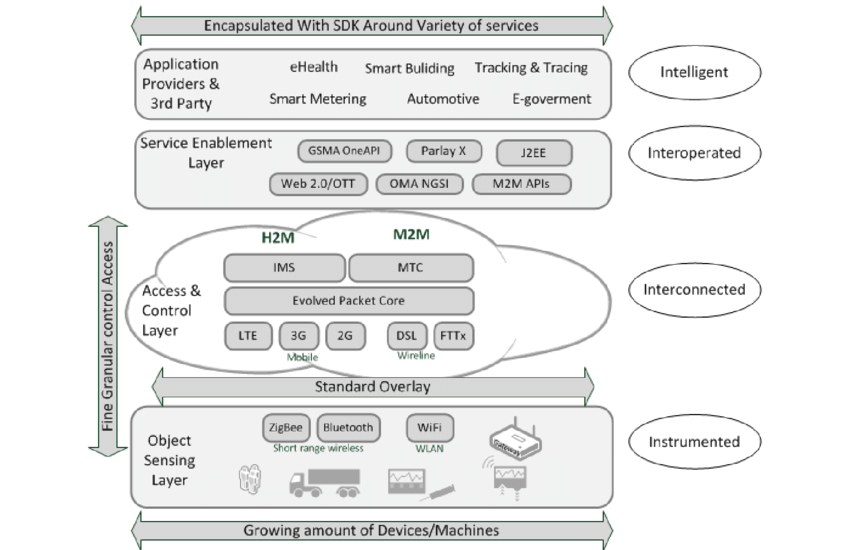 Encapsulated With SDK Around Variety of services
Application
Providers &
3rd Party
eHealth
Smart Buliding
Tracking & Tracing
Smart Metering
Automotive
E-goverment
Intelligent
Service Enablement
Layer
GSMA OneAPI
Parlay X
J2EE
Web 2.0/OTT
OMA NGSI
M2M APIs
Interoperated
Fine Granular control Access
H2M
M2M
Access &
Control
Layer
IMS
MTC
Evolved Packet Core
LTE
3G
2G
DSL
FTTx
Mobile
Wireline
Interconnected
Standard Overlay
Object
Sensing
Layer
ZigBee
Bluetooth
WiFi
Short range wireless
WLAN
Gateway
Instrumented
Growing amount of Devices/Machines